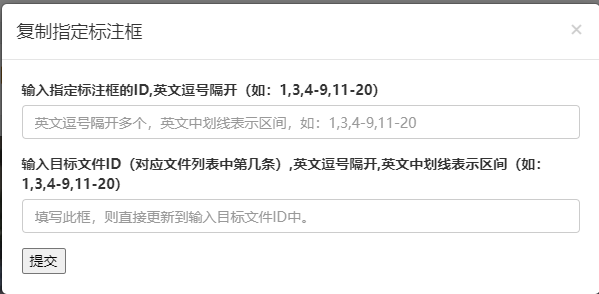 复制指定标注框
×
输入指定标注框的ID,英文逗号隔开（如：1,3,4-9,11-20）
英文逗号隔开多个，英文中划线表示区间，如：1,3,4-9,11-20
输入目标文件ID（对应文件列表中第几条）,英文逗号隔开,英文中划线表示区间（如：
1,3,4-9,11-20）
填写此框，则直接更新到输入目标文件ID中。
提交